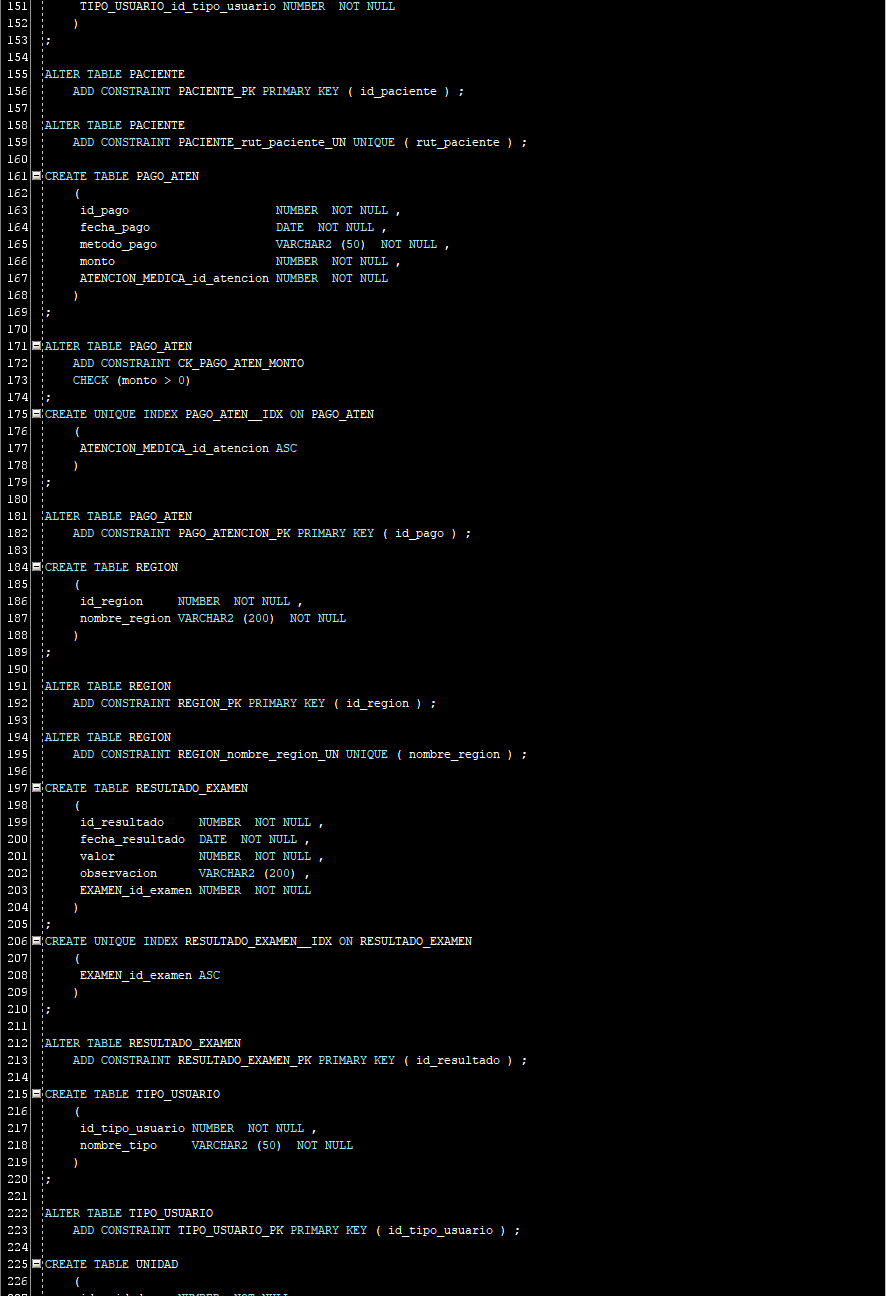 151 TIPO_USUARIO_id_tipo_usuario NUMBER  NOT NULL
152 )
153 ;
154
155 ALTER TABLE PACIENTE
156 ADD CONSTRAINT PACIENTE_PK PRIMARY KEY ( id_paciente ) ;
157
158 ALTER TABLE PACIENTE
159 ADD CONSTRAINT PACIENTE_rut_paciente_UN UNIQUE ( rut_paciente ) ;
160
161 CREATE TABLE PAGO_ATEN
162 (
163 id_pago                     NUMBER  NOT NULL ,
164 fecha_pago                  DATE  NOT NULL ,
165 metodo_pago                 VARCHAR2 (50)  NOT NULL ,
166 monto                       NUMBER  NOT NULL ,
167 ATENCION_MEDICA_id_atencion NUMBER  NOT NULL
168 )
169 ;
170
171 ALTER TABLE PAGO_ATEN
172 ADD CONSTRAINT CK_PAGO_ATEN_MONTO
173 CHECK (monto > 0)
174 ;
175 CREATE UNIQUE INDEX PAGO_ATEN__IDX ON PAGO_ATEN
176 (
177 ATENCION_MEDICA_id_atencion ASC
178 )
179 ;
180
181 ALTER TABLE PAGO_ATEN
182 ADD CONSTRAINT PAGO_ATENCION_PK PRIMARY KEY ( id_pago ) ;
183
184 CREATE TABLE REGION
185 (
186 id_region     NUMBER  NOT NULL ,
187 nombre_region VARCHAR2 (200)  NOT NULL
188 )
189 ;
190
191 ALTER TABLE REGION
192 ADD CONSTRAINT REGION_PK PRIMARY KEY ( id_region ) ;
193
194 ALTER TABLE REGION
195 ADD CONSTRAINT REGION_nombre_region_UN UNIQUE ( nombre_region ) ;
196
197 CREATE TABLE RESULTADO_EXAMEN
198 (
199 id_resultado     NUMBER  NOT NULL ,
200 fecha_resultado  DATE  NOT NULL ,
201 valor            NUMBER  NOT NULL ,
202 observacion      VARCHAR2 (200) ,
203 EXAMEN_id_examen NUMBER  NOT NULL
204 )
205 ;
206 CREATE UNIQUE INDEX RESULTADO_EXAMEN__IDX ON RESULTADO_EXAMEN
207 (
208 EXAMEN_id_examen ASC
209 )
210 ;
211
212 ALTER TABLE RESULTADO_EXAMEN
213 ADD CONSTRAINT RESULTADO_EXAMEN_PK PRIMARY KEY ( id_resultado ) ;
214
215 CREATE TABLE TIPO_USUARIO
216 (
217 id_tipo_usuario NUMBER  NOT NULL ,
218 nombre_tipo     VARCHAR2 (50)  NOT NULL
219 )
220 ;
221
222 ALTER TABLE TIPO_USUARIO
223 ADD CONSTRAINT TIPO_USUARIO_PK PRIMARY KEY ( id_tipo_usuario ) ;
224
225 CREATE TABLE UNIDAD
226 (